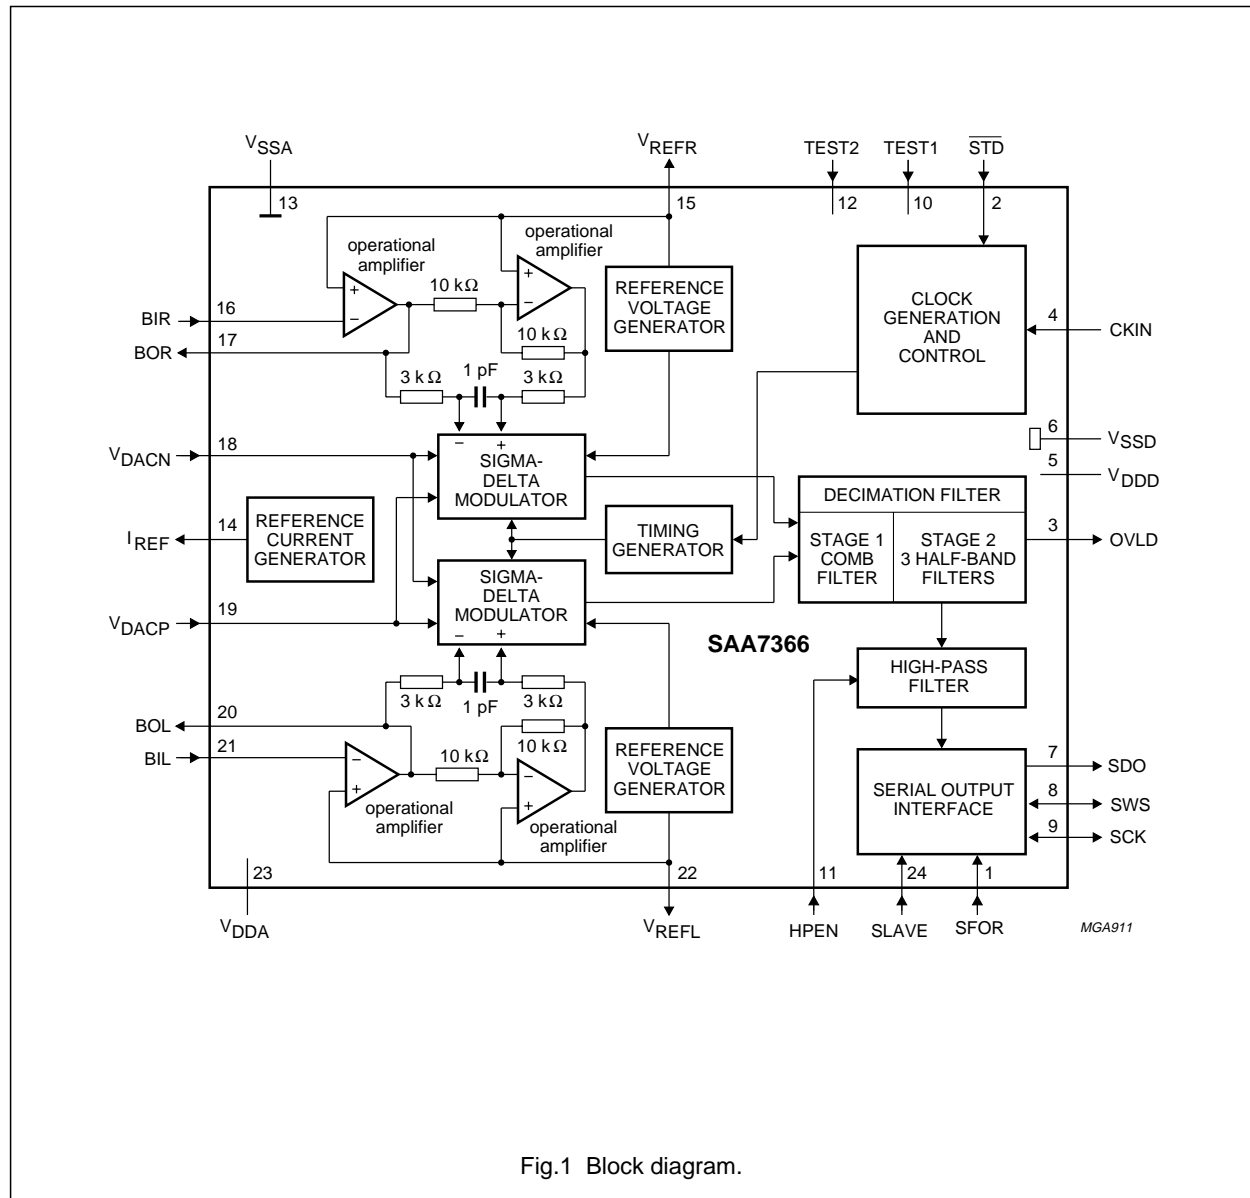 VSSA
VREFR
TEST2
TEST1
STD
13
15
12
10
2
operational
amplifier
operational
amplifier
+
−
+
−
10 kΩ
10 kΩ
REFERENCE
VOLTAGE
GENERATOR
CLOCK
GENERATION
AND
CONTROL
BIR
16
BOR
17
4
CKIN
3 kΩ
1 pF
3 kΩ
6
VSSD
5
VDDD
VDACN
18
− +
SIGMA-
DELTA
MODULATOR
DECIMATION FILTER
STAGE 1
COMB
FILTER
STAGE 2
3 HALF-BAND
FILTERS
3
OVLD
IREF
14
REFERENCE
CURRENT
GENERATOR
TIMING
GENERATOR
SIGMA-
DELTA
MODULATOR
− +
VDACP
19
SAA7366
HIGH-PASS
FILTER
3 kΩ
1 pF
3 kΩ
BOL
20
BIL
21
−
+
10 kΩ
10 kΩ
−
+
operational
amplifier
operational
amplifier
REFERENCE
VOLTAGE
GENERATOR
SERIAL OUTPUT
INTERFACE
7
SDO
8
SWS
9
SCK
23
22
11
24
1
VDDA
VREFL
HPEN
SLAVE
SFOR
MGA911
Fig.1 Block diagram.